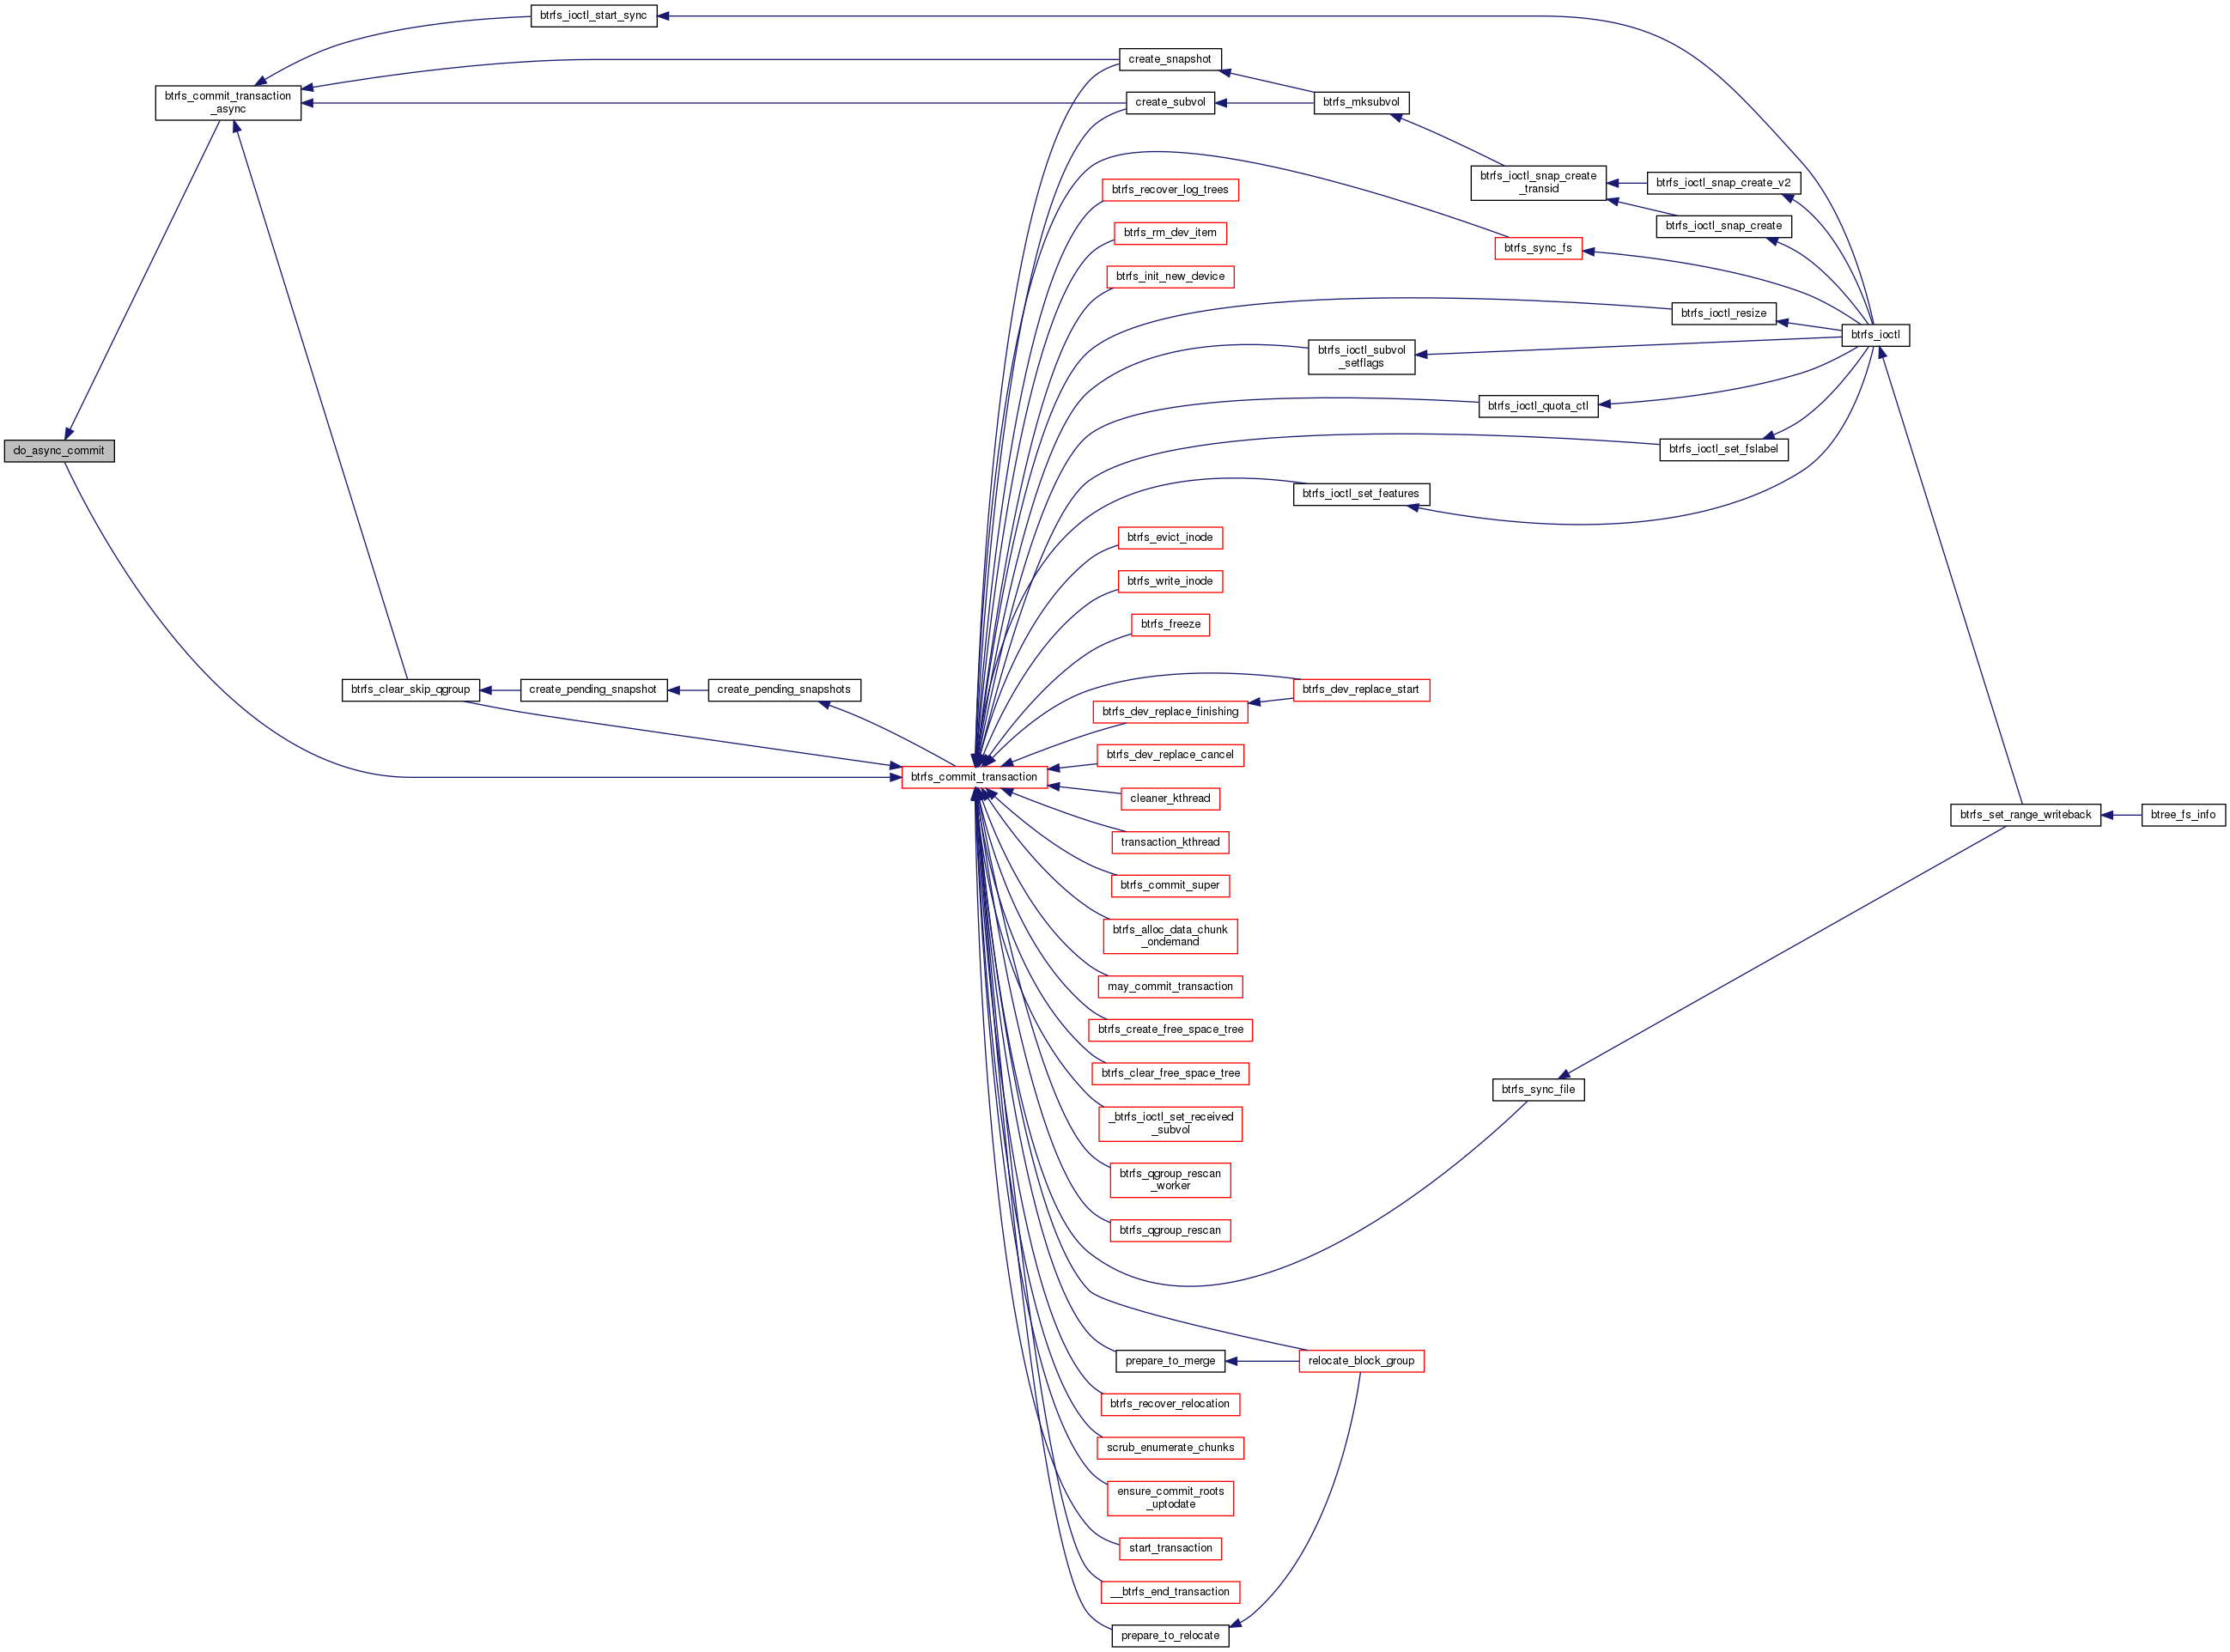 btrfs_ioctl_start_sync
create_snapshot
btrfs_commit_transaction
_async
create_subvol
btrfs_mksubvol
btrfs_ioctl_snap_create
_transid
btrfs_ioctl_snap_create_v2
btrfs_recover_log_trees
btrfs_ioctl_snap_create
btrfs_rm_dev_item
btrfs_sync_fs
btrfs_init_new_device
btrfs_ioctl_resize
btrfs_ioctl
btrfs_ioctl_subvol
_setflags
btrfs_ioctl_quota_ctl
btrfs_ioctl_set_fslabel
do_async_commit
btrfs_ioctl_set_features
btrfs_evict_inode
btrfs_write_inode
btrfs_freeze
btrfs_clear_skip_qgroup
create_pending_snapshot
create_pending_snapshots
btrfs_dev_replace_start
btrfs_dev_replace_finishing
btrfs_dev_replace_cancel
btrfs_commit_transaction
cleaner_kthread
btrfs_set_range_writeback
btree_fs_info
transaction_kthread
btrfs_commit_super
btrfs_alloc_data_chunk
_ondemand
may_commit_transaction
btrfs_create_free_space_tree
btrfs_clear_free_space_tree
btrfs_sync_file
_btrfs_ioctl_set_received
_subvol
btrfs_qgroup_rescan
_worker
btrfs_qgroup_rescan
prepare_to_merge
relocate_block_group
btrfs_recover_relocation
scrub_enumerate_chunks
ensure_commit_roots
_uptodate
start_transaction
__btrfs_end_transaction
prepare_to_relocate